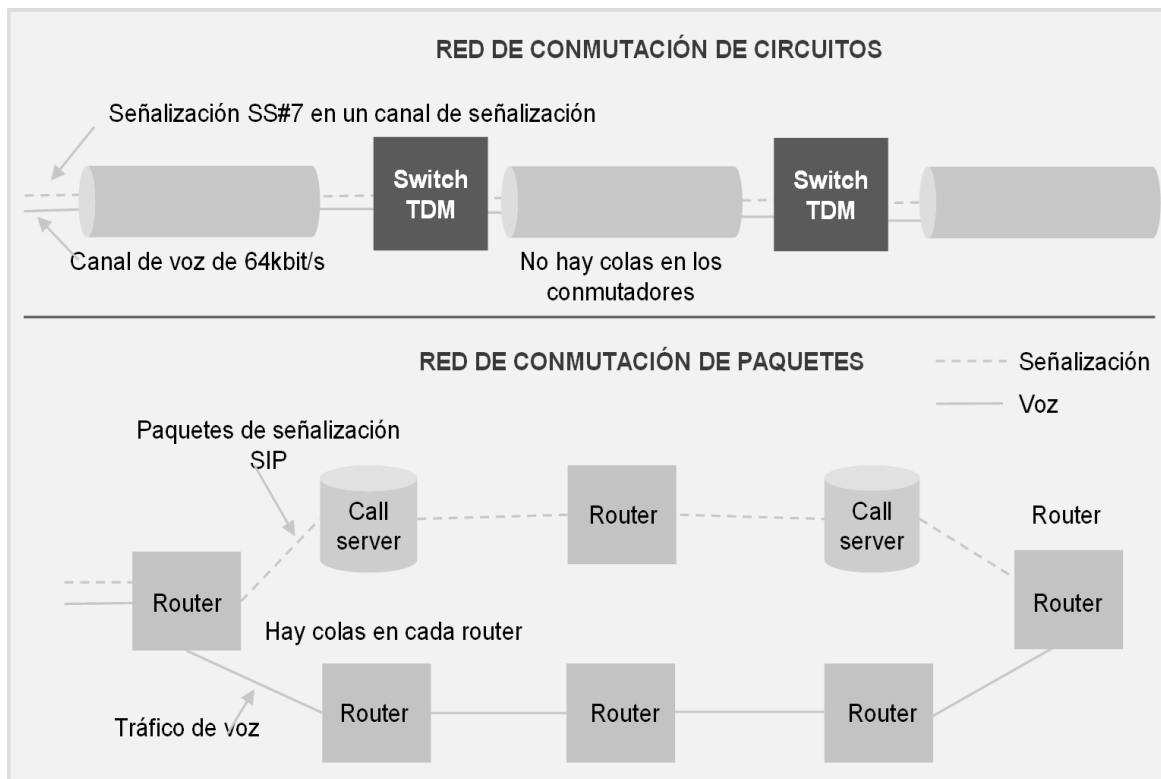 RED DE CONMUTACIÓN DE CIRCUITOS
Señalización SS#7 en un canal de señalización
Switch
TDM
Switch
TDM
Canal de voz de 64kbit/s
No hay colas en los
conmutadores
RED DE CONMUTACIÓN DE PAQUETES
Señalización
Voz
Paquetes de señalización
SIP
Call
server
Router
Call
server
Router
Router
Router
Hay colas en cada router
Router
Router
Router
Tráfico de voz